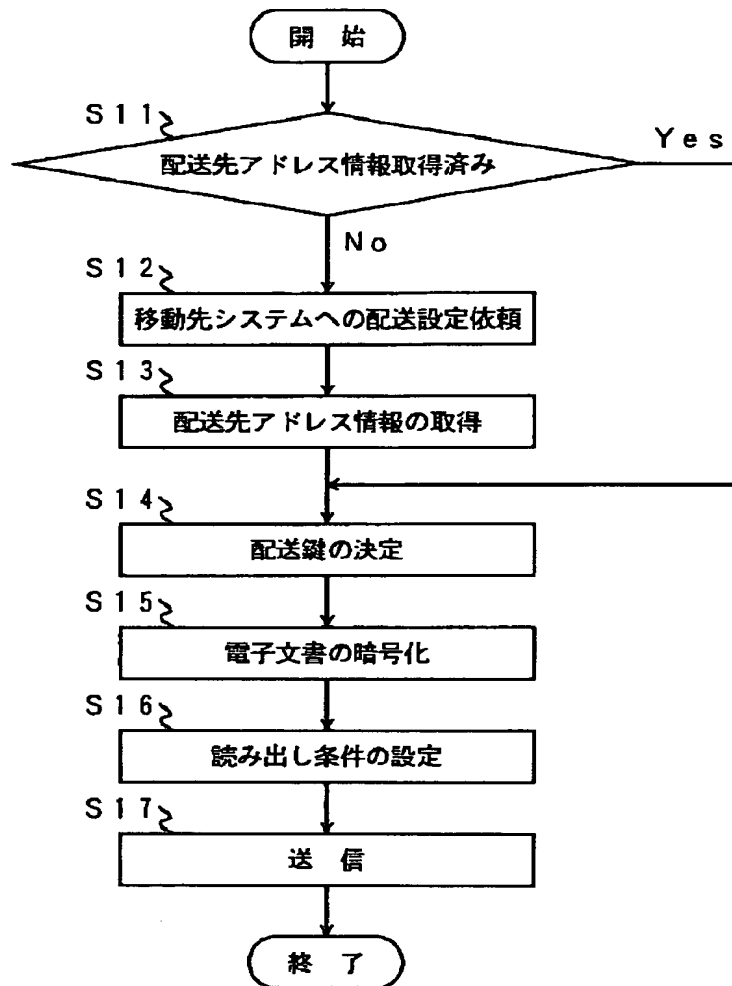 開 始
S11
配送先アドレス情報取得済み
Yes
No
S12
移動先システムへの配送設定依頼
S13
配送先アドレス情報の取得
S14
配送鍵の決定
S15
電子文書の暗号化
S16
読み出し条件の設定
S17
送 信
終 了